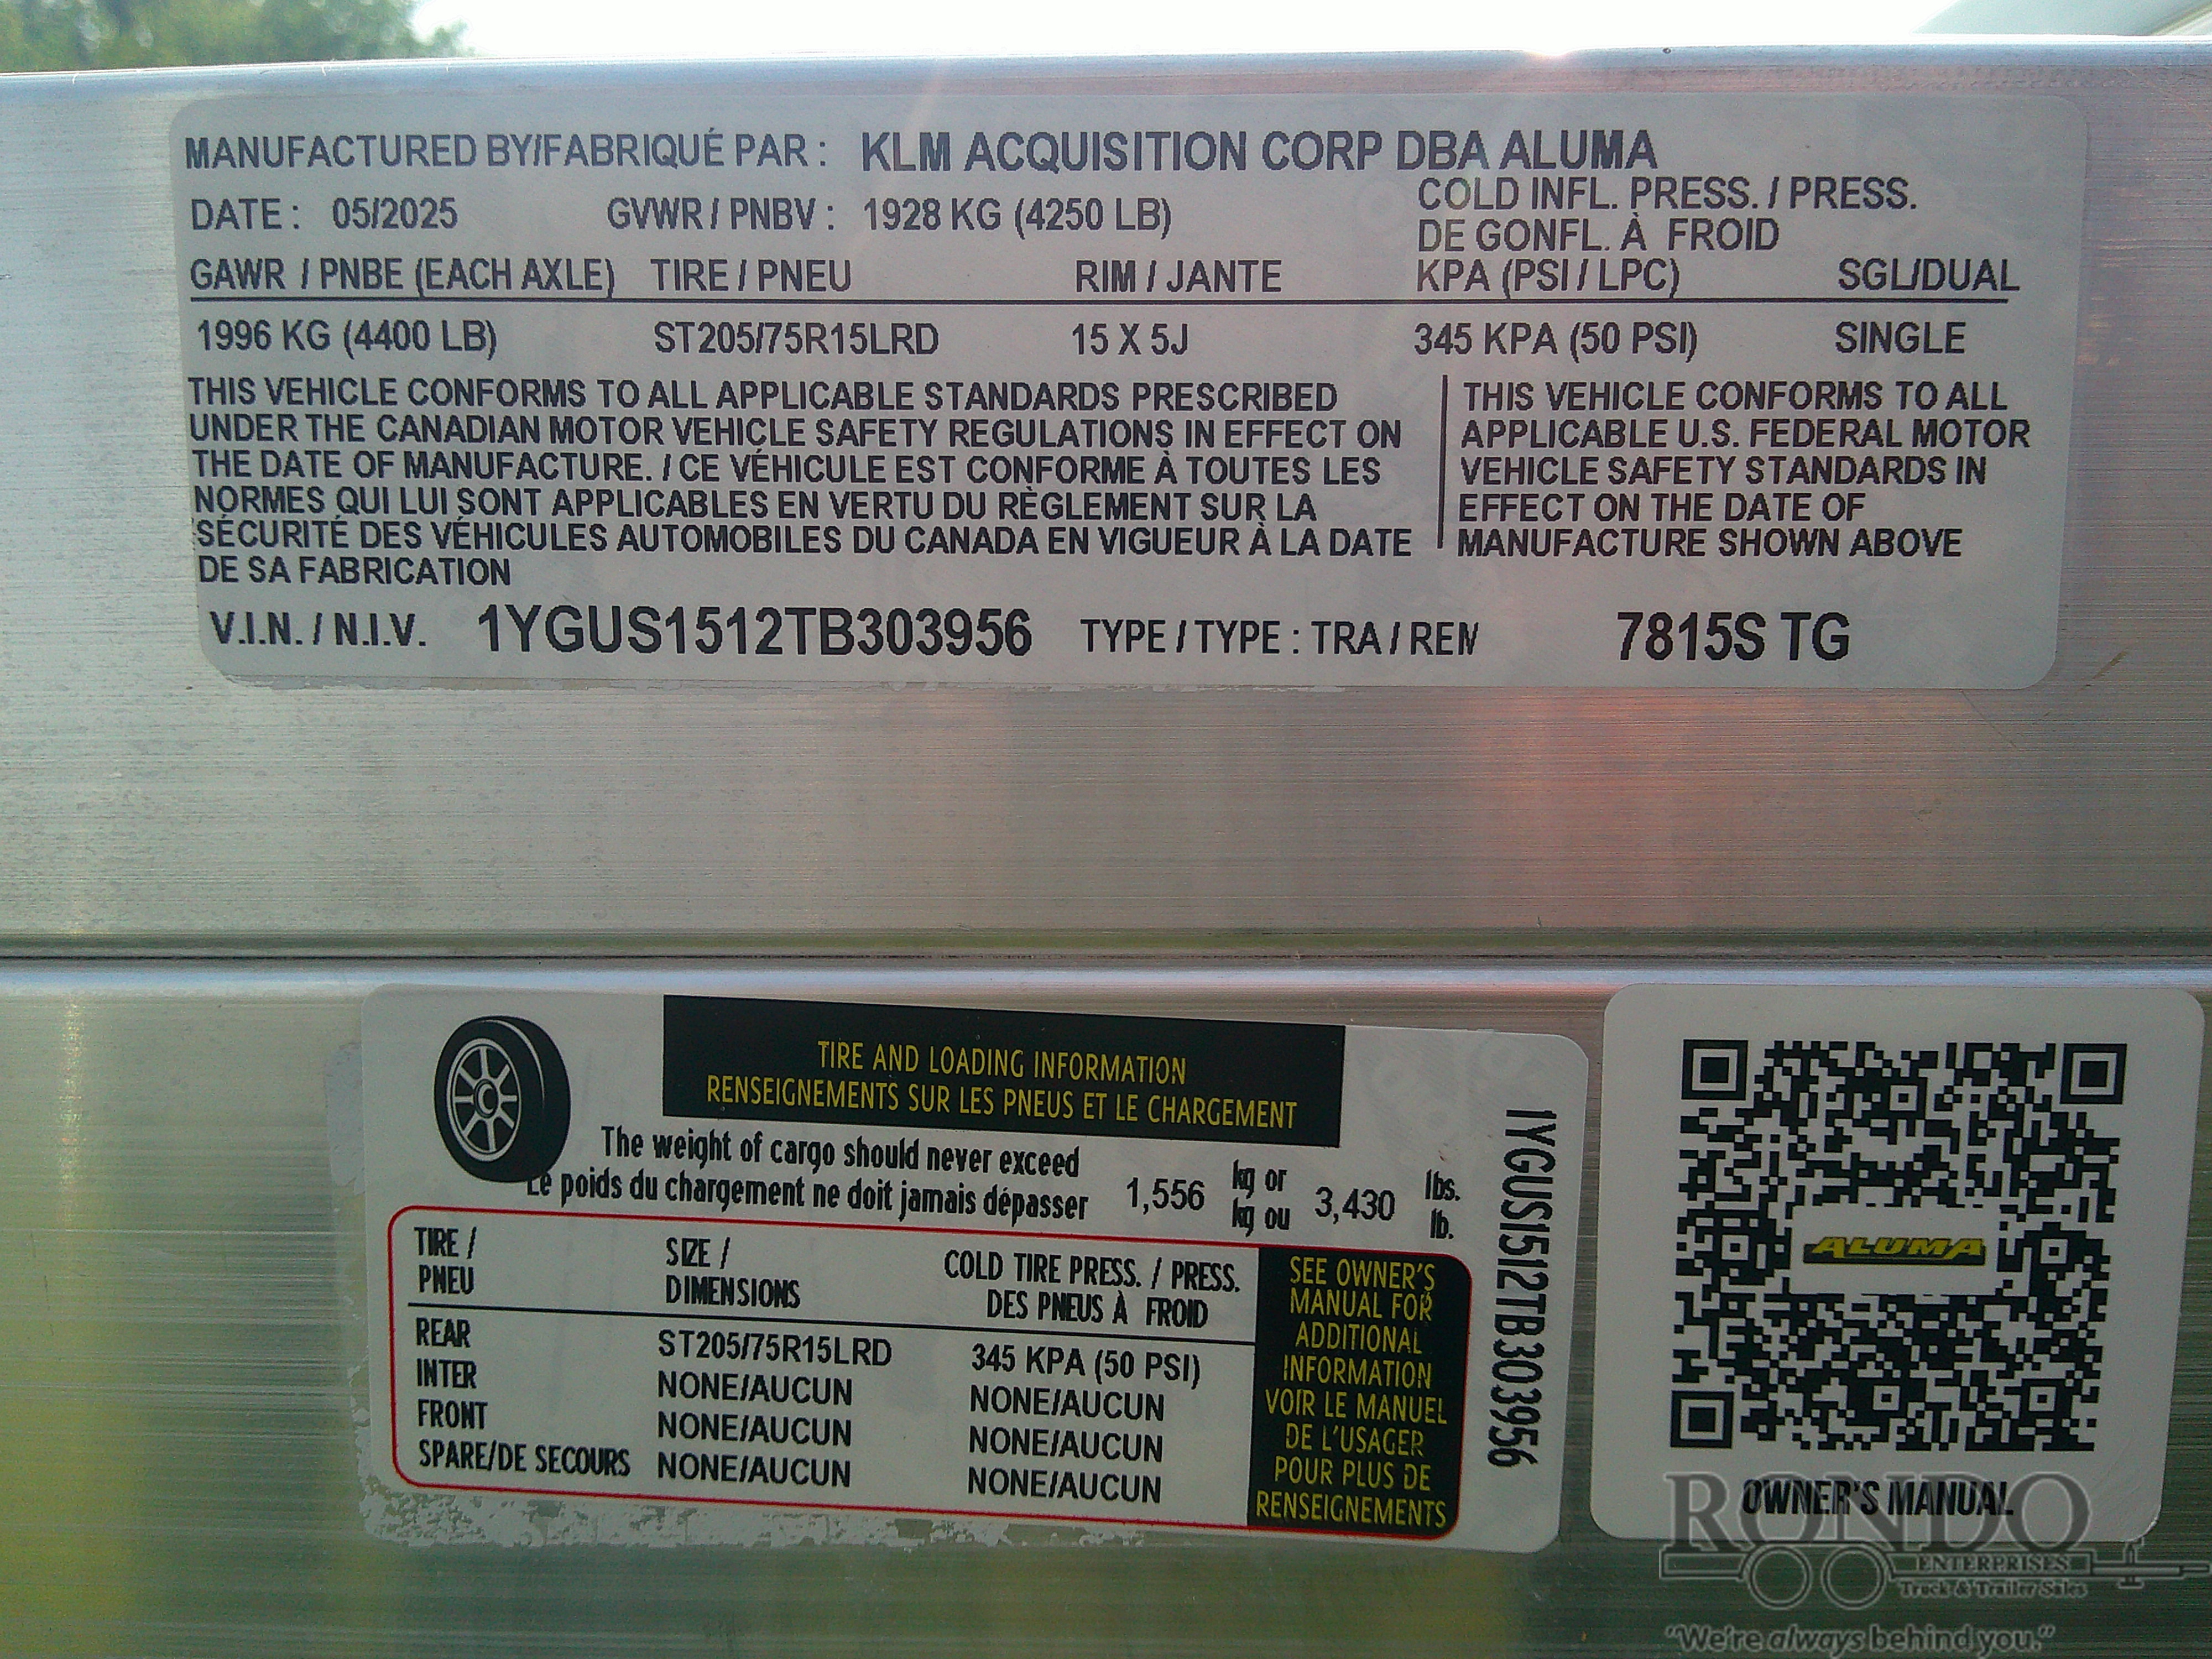 MANUFACTURED BY/FABRIQUÉ PAR : KLM ACQUISITION CORP DBA ALUMA
DATE : 05/2025 GVWR / PNBV : 1928 KG (4250 LB)
COLD INFL. PRESS. / PRESS.
DE GONFL. À FROID
GAWR / PNBE (EACH AXLE) TIRE / PNEU RIM / JANTE KPA (PSI / LPC) SGL/DUAL
1996 KG (4400 LB) ST205/75R15LRD 15 X 5J 345 KPA (50 PSI) SINGLE
THIS VEHICLE CONFORMS TO ALL APPLICABLE STANDARDS PRESCRIBED
UNDER THE CANADIAN MOTOR VEHICLE SAFETY REGULATIONS IN EFFECT ON
THE DATE OF MANUFACTURE. / CE VÉHICULE EST CONFORME À TOUTES LES
NORMES QUI LUI SONT APPLICABLES EN VERTU DU RÈGLEMENT SUR LA
SÉCURITÉ DES VÉHICULES AUTOMOBILES DU CANADA EN VIGUEUR À LA DATE
DE SA FABRICATION
THIS VEHICLE CONFORMS TO ALL
APPLICABLE U.S. FEDERAL MOTOR
VEHICLE SAFETY STANDARDS IN
EFFECT ON THE DATE OF
MANUFACTURE SHOWN ABOVE
V.I.N. / N.I.V. 1YGUS1512TB303956 TYPE / TYPE : TRA / REM 7815S TG
TIRE AND LOADING INFORMATION
RENSEIGNEMENTS SUR LES PNEUS ET LE CHARGEMENT
The weight of cargo should never exceed
Le poids du chargement ne doit jamais dépasser
1,556 kg or 3,430 lbs.
kg ou lb.
TIRE / SIZE / COLD TIRE PRESS. / PRESS.
PNEU DIMENSIONS DES PNEUS À FROID
REAR ST205/75R15LRD 345 KPA (50 PSI)
INTER NONE/AUCUN NONE/AUCUN
FRONT NONE/AUCUN NONE/AUCUN
SPARE/DE SECOURS NONE/AUCUN NONE/AUCUN
SEE OWNER'S
MANUAL FOR
ADDITIONAL
INFORMATION
VOIR LE MANUEL
DE L'USAGER
POUR PLUS DE
RENSEIGNEMENTS
1YGUS1512TB303956
ALUMA
OWNER'S MANUAL
RONDO
ENTERPRISES
Truck & Trailer Sales
"We're always behind you."